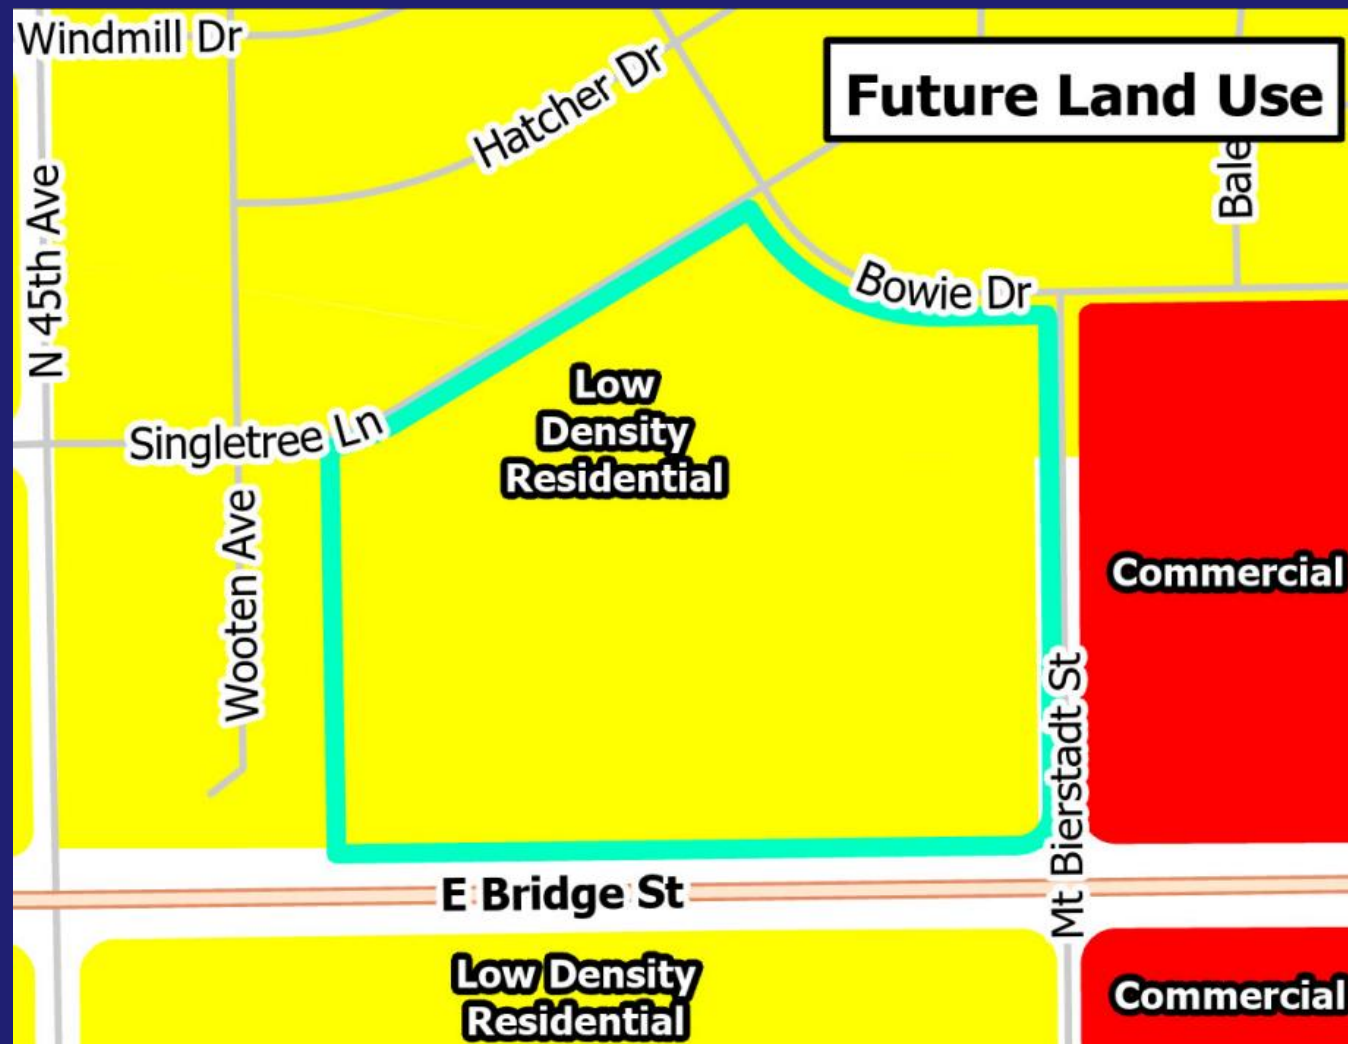 Windmill Dr
Hatcher Dr
Future Land Use
Bale
N 45th Ave
Bowie Dr
Low
Density
Residential
Singletree Ln
Wooten Ave
Commercial
Mt Bierstadt St
E Bridge St
Low Density
Residential
Commercial